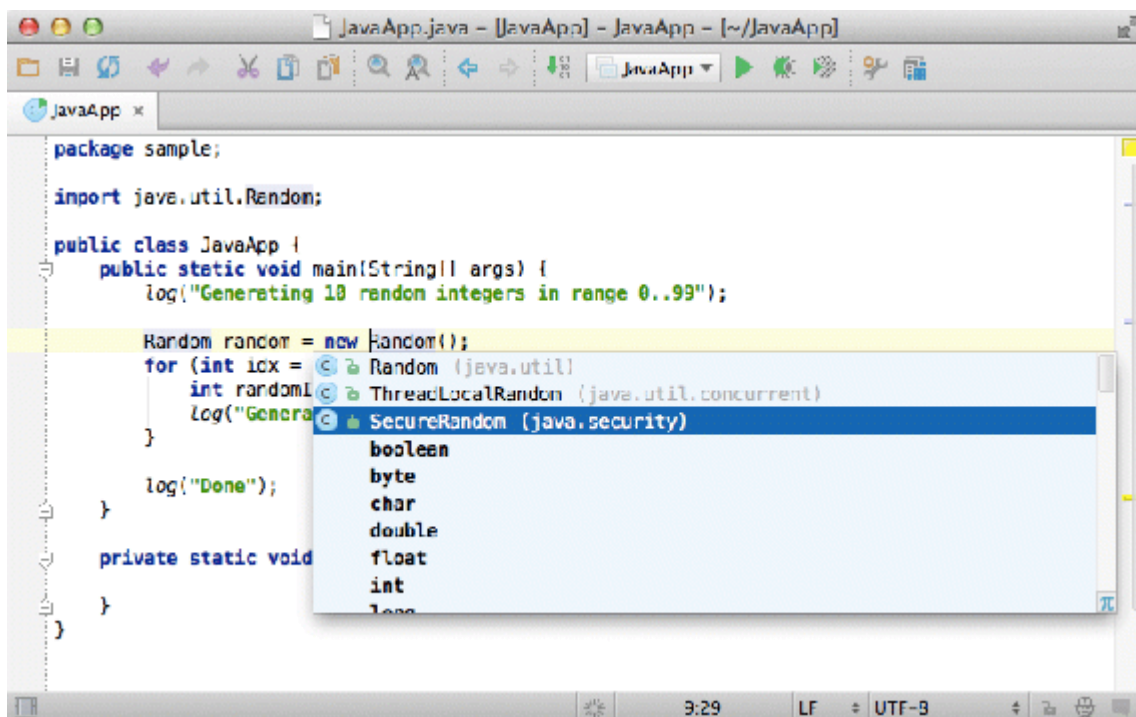 JavaApp.java – [JavaApp] – JavaApp – [~/JavaApp]
JavaApp
JavaApp
package sample;
import java.util.Random;
public class JavaApp {
public static void main(String[] args) {
log("Generating 10 random integers in range 0..99");
Random random = new Random();
for (int idx =
int randomI
log("Genera
}
log("Done");
}
private static void
}
}
Random (java.util)
ThreadLocalRandom (java.util.concurrent)
SecureRandom (java.security)
boolean
byte
char
double
float
int
long
π
9:29
LF
UTF-8